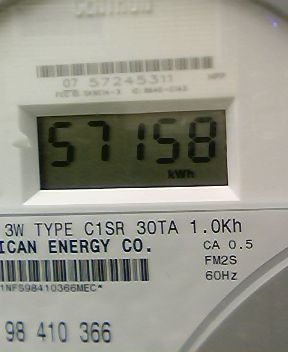 07 57245311
57158
kWh
3W TYPE C1SR 30TA 1.0Kh
ICAN ENERGY CO.
CA 0.5
FM2S
60Hz
1NFS98410366MEC*
98 410 366